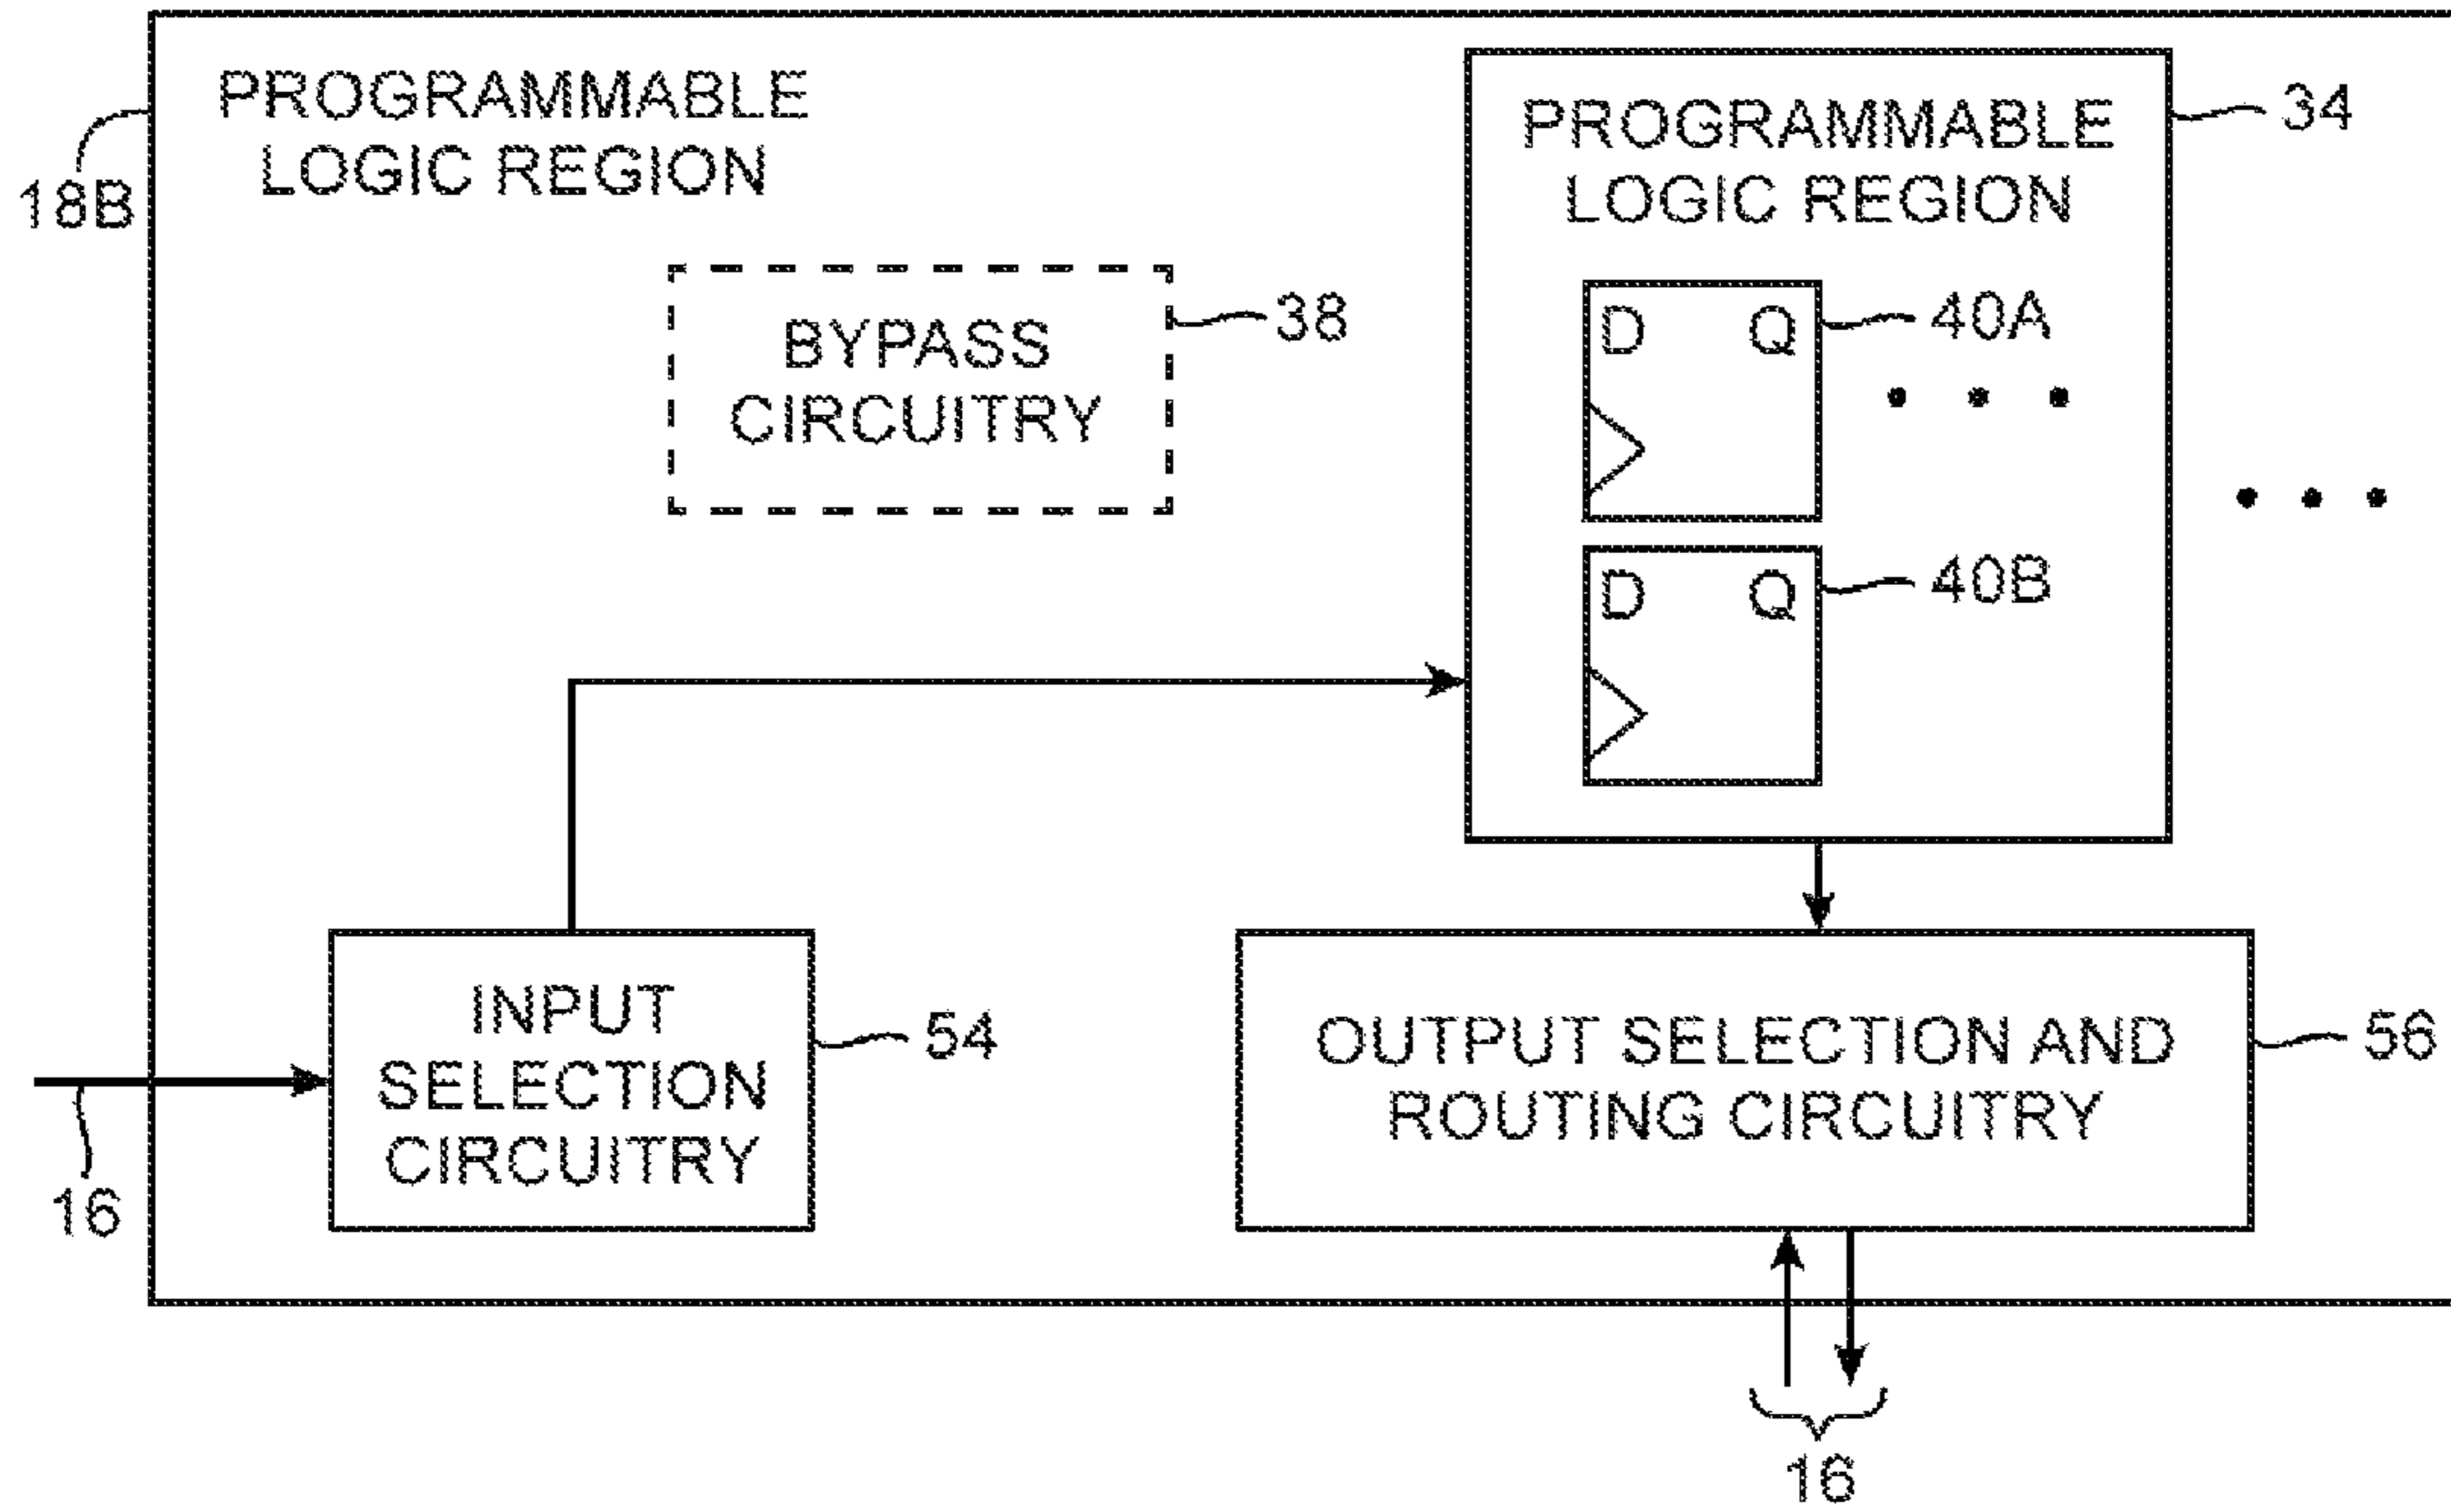 PROGRAMMABLE
LOGIC REGION
18B
PROGRAMMABLE
LOGIC REGION
34
BYPASS
CIRCUITRY
38
D Q
40A
D Q
40B
INPUT
SELECTION
CIRCUITRY
54
16
OUTPUT SELECTION AND
ROUTING CIRCUITRY
56
16